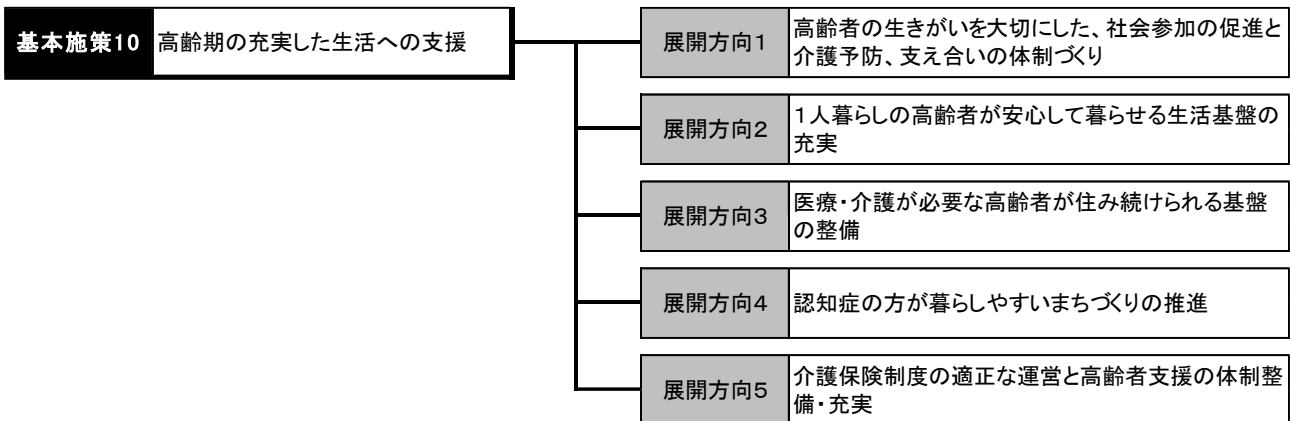 基本施策10 高齢期の充実した生活への支援
展開方向1 高齢者の生きがいを大切にした、社会参加の促進と
介護予防、支え合いの体制づくり
展開方向2 1人暮らしの高齢者が安心して暮らせる生活基盤の
充実
展開方向3 医療・介護が必要な高齢者が住み続けられる基盤
の整備
展開方向4 認知症の方が暮らしやすいまちづくりの推進
展開方向5 介護保険制度の適正な運営と高齢者支援の体制整
備・充実